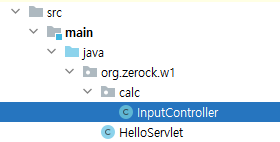 src
main
java
org.zerock.w1
calc
InputController
HelloServlet